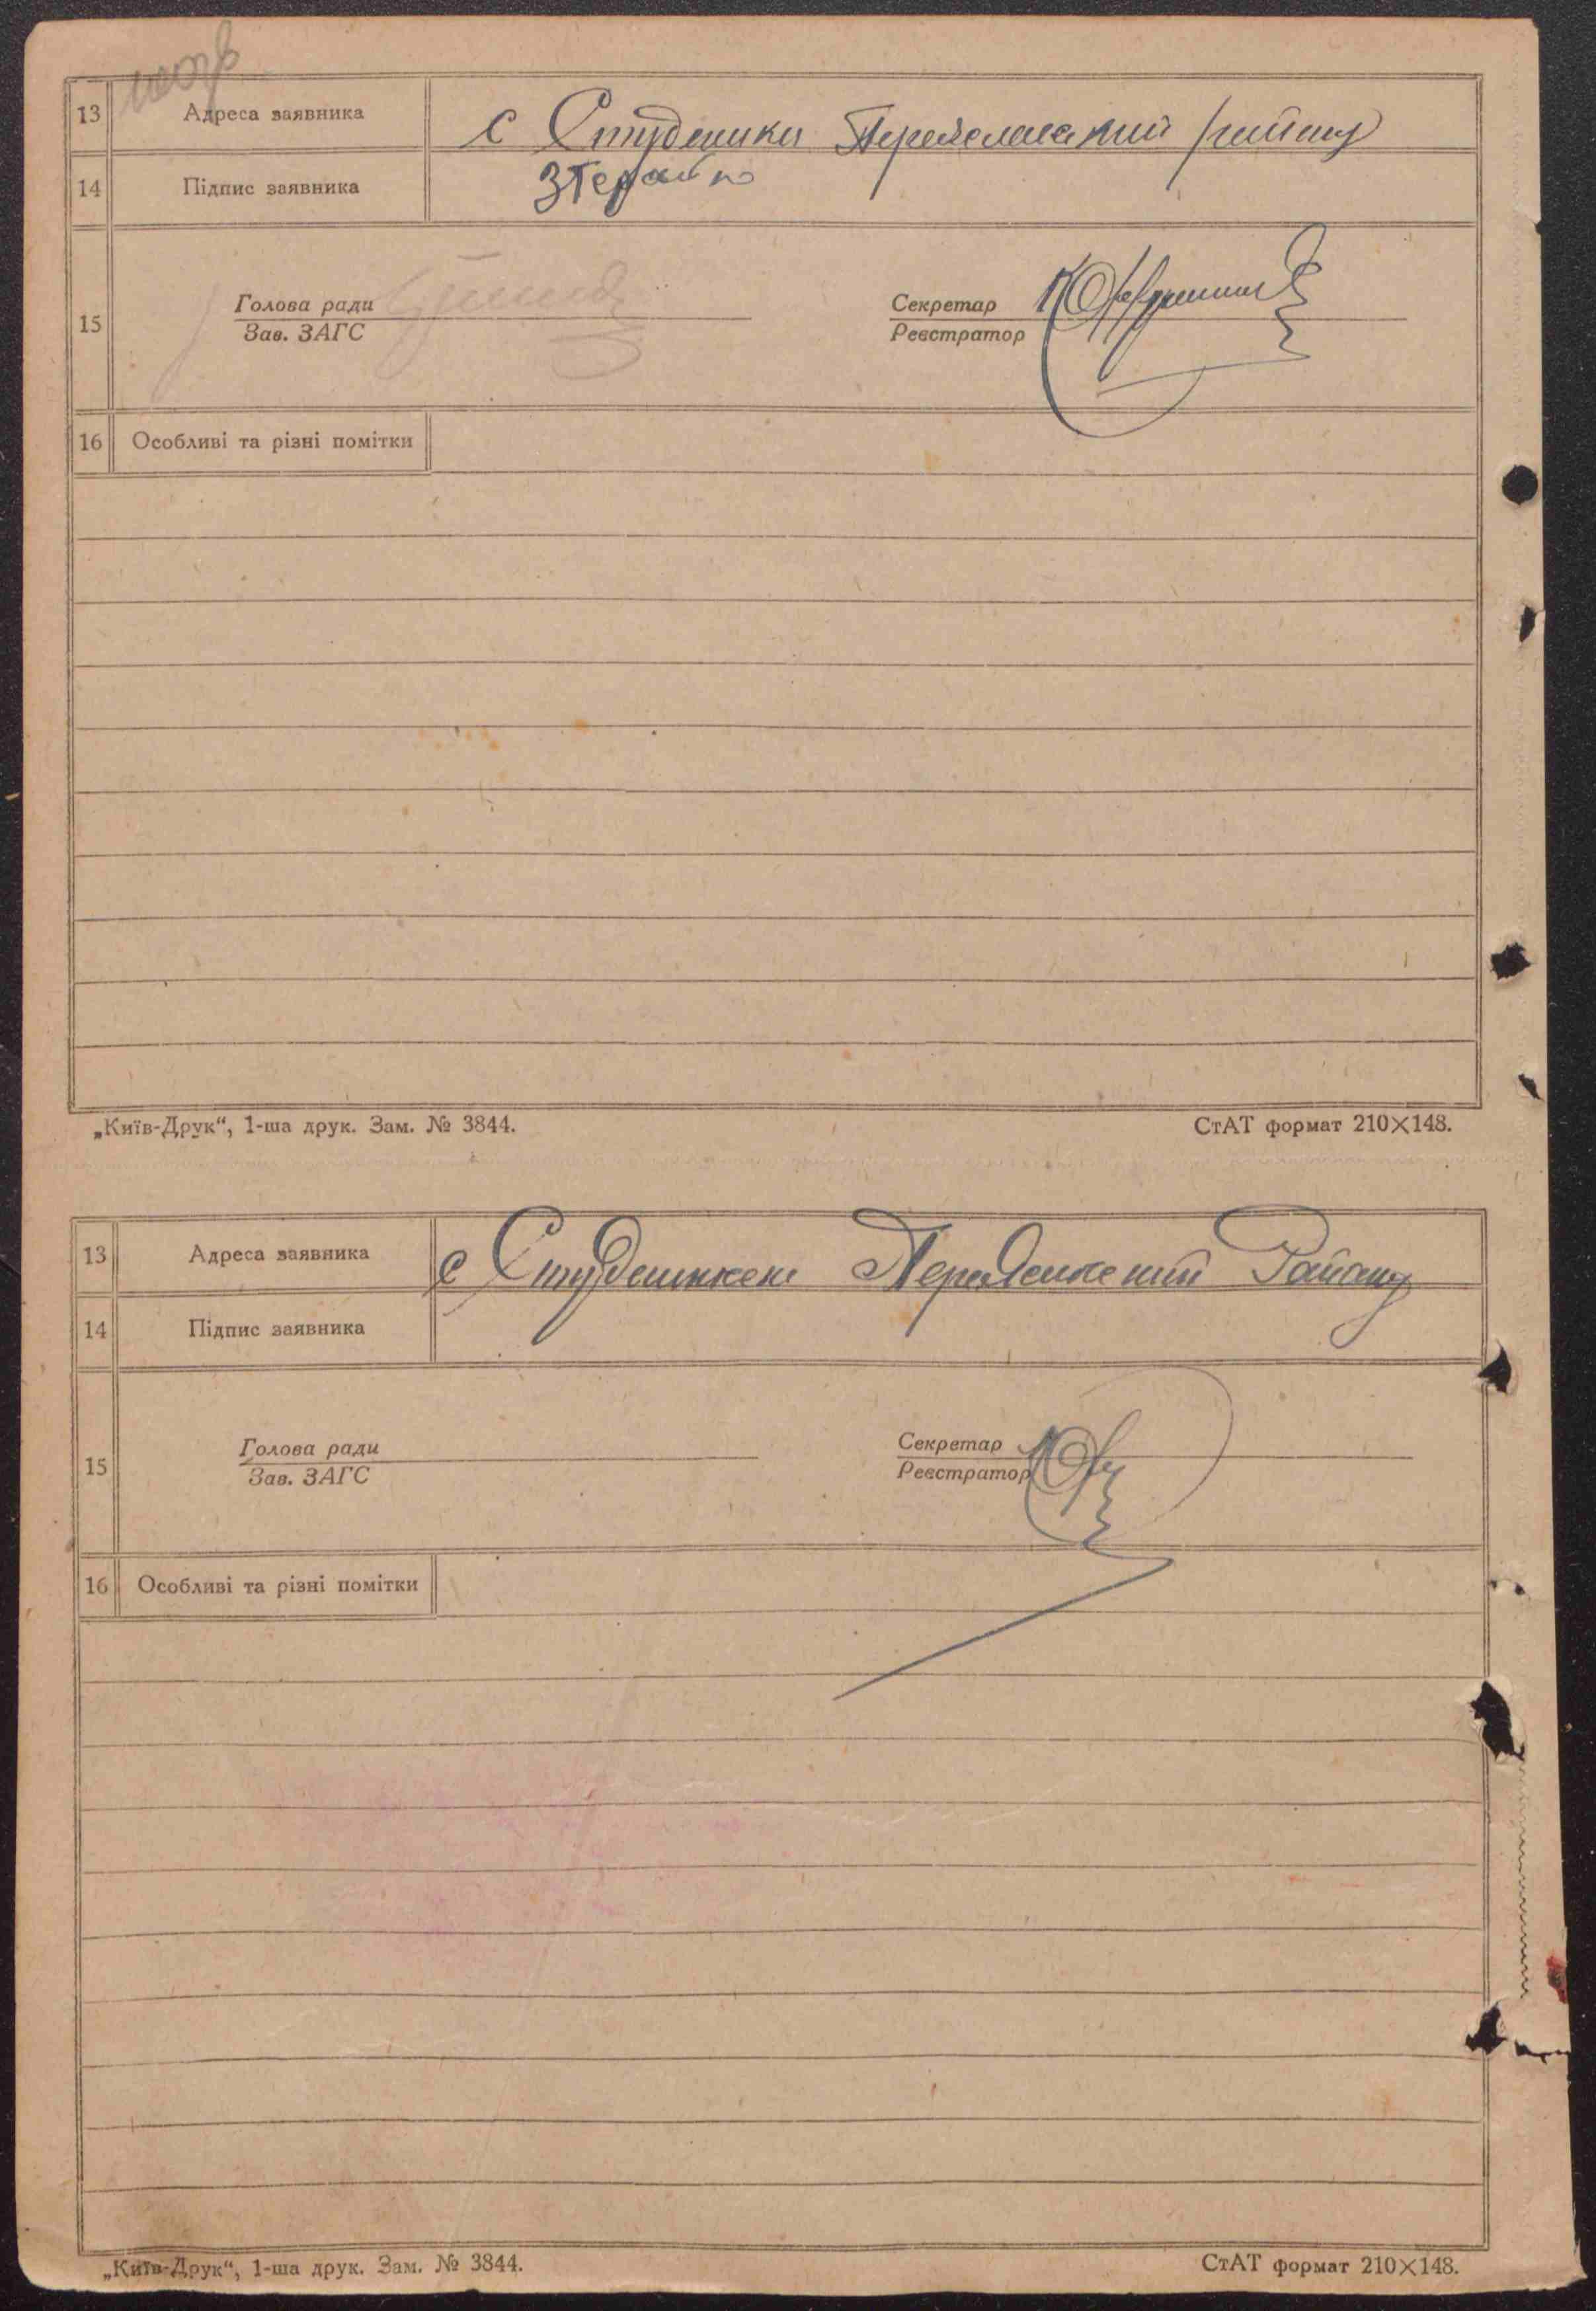 13 Адреса заявника с Студеники Переяславський району
14 Підпис заявника
15 Голова ради Секретар
Зав. ЗАГС Реєстратор
16 Особливі та різні помітки
„Київ-Друк“, 1-ша друк. Зам. № 3844. СтАТ формат 210×148.
13 Адреса заявника с Району
14 Підпис заявника
15 Голова ради Секретар
Зав. ЗАГС Реєстратор
16 Особливі та різні помітки
„Київ-Друк“, 1-ша друк. Зам. № 3844. СтАТ формат 210×148.